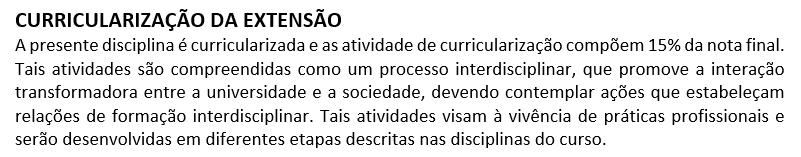 CURRICULARIZAÇÃO DA EXTENSÃO
A presente disciplina é curricularizada e as atividade de curricularização compõem 15% da nota final.
Tais atividades são compreendidas como um processo interdisciplinar, que promove a interação
transformadora entre a universidade e a sociedade, devendo contemplar ações que estabeleçam
relações de formação interdisciplinar. Tais atividades visam à vivência de práticas profissionais e
serão desenvolvidas em diferentes etapas descritas nas disciplinas do curso.